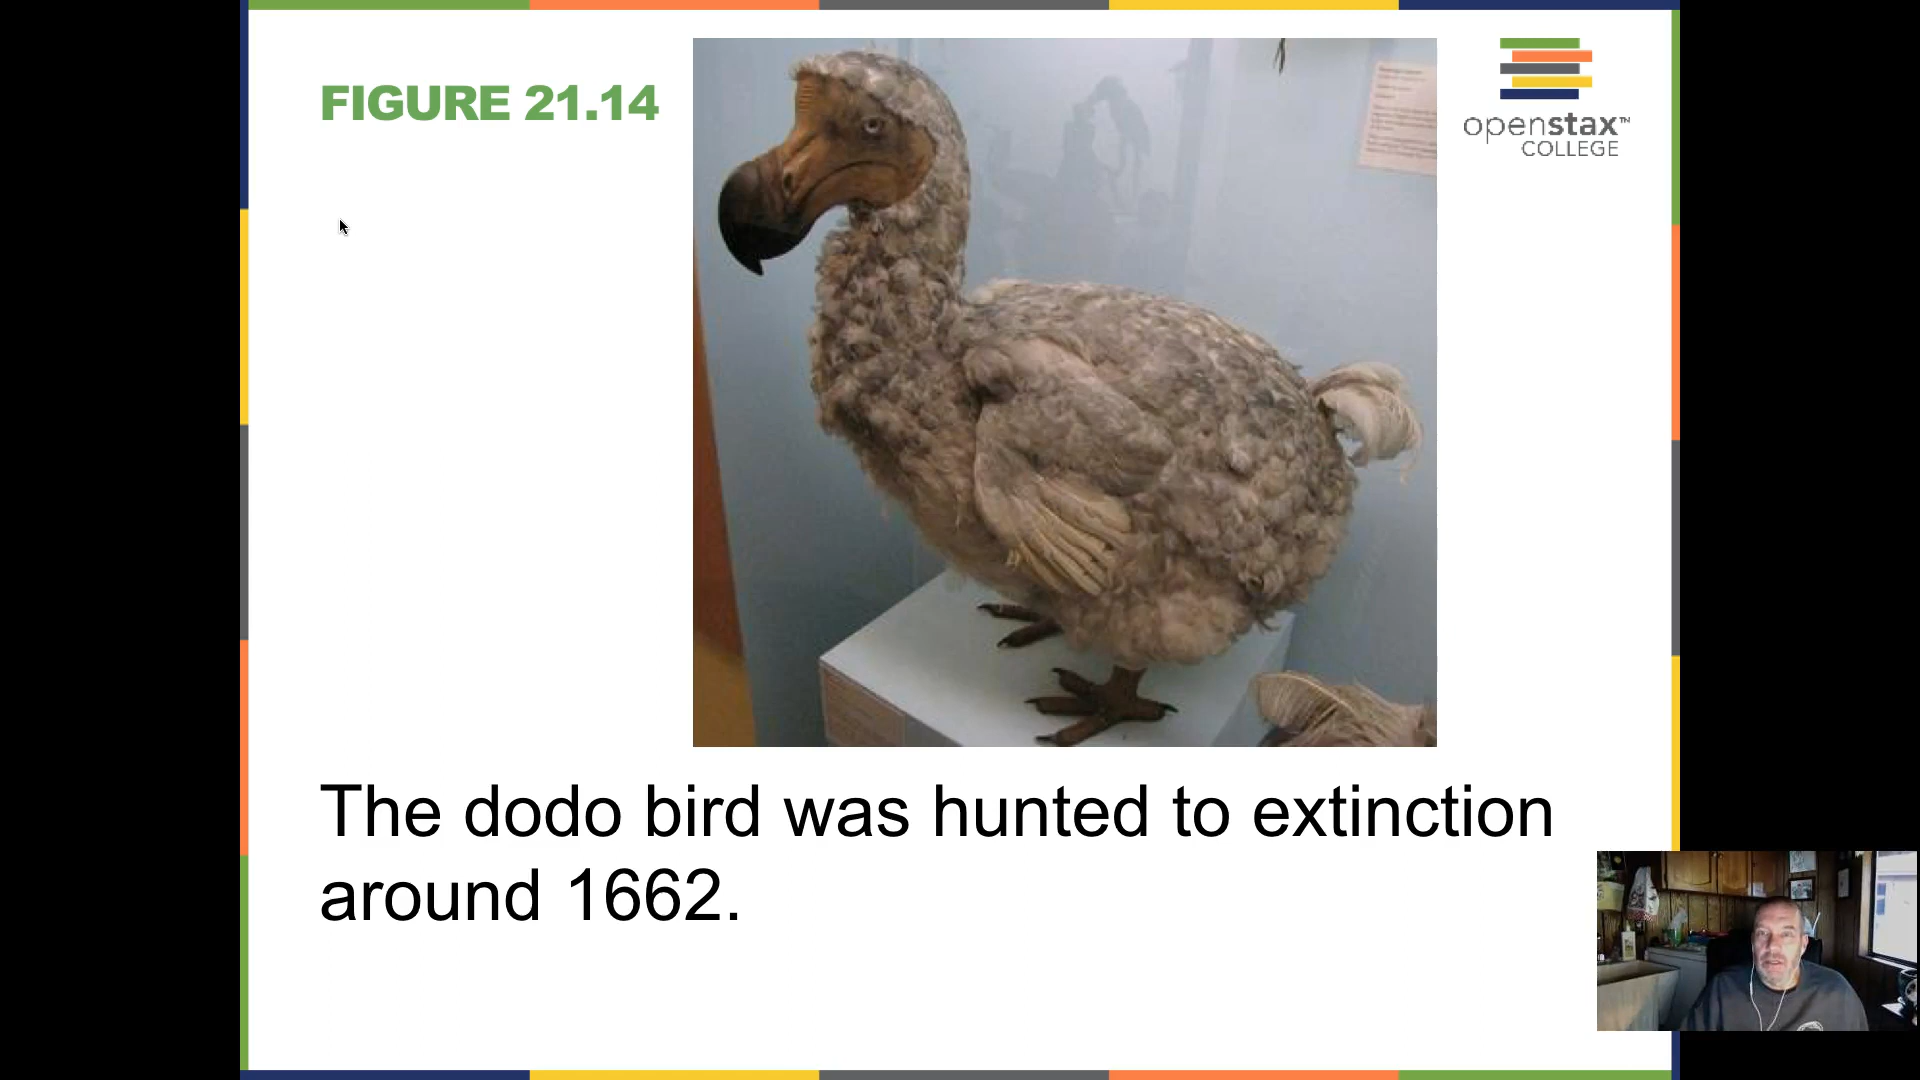 FIGURE 21.14
openstax™
COLLEGE
The dodo bird was hunted to extinction
around 1662.